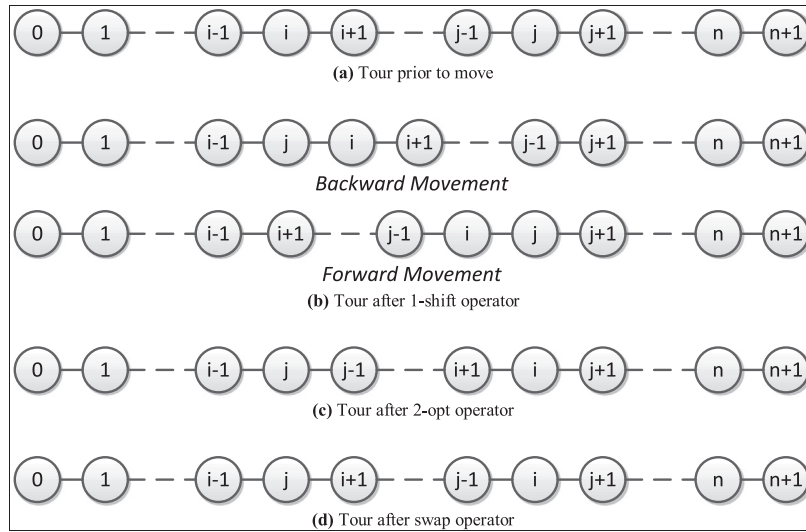 0 1 i-1 i i+1 j-1 j j+1 n n+1
(a) Tour prior to move
0 1 i-1 j i i+1 j-1 j+1 n n+1
Backward Movement
0 1 i-1 i+1 j-1 i j j+1 n n+1
Forward Movement
(b) Tour after 1-shift operator
0 1 i-1 j j-1 i+1 i j+1 n n+1
(c) Tour after 2-opt operator
0 1 i-1 j i+1 j-1 i j+1 n n+1
(d) Tour after swap operator